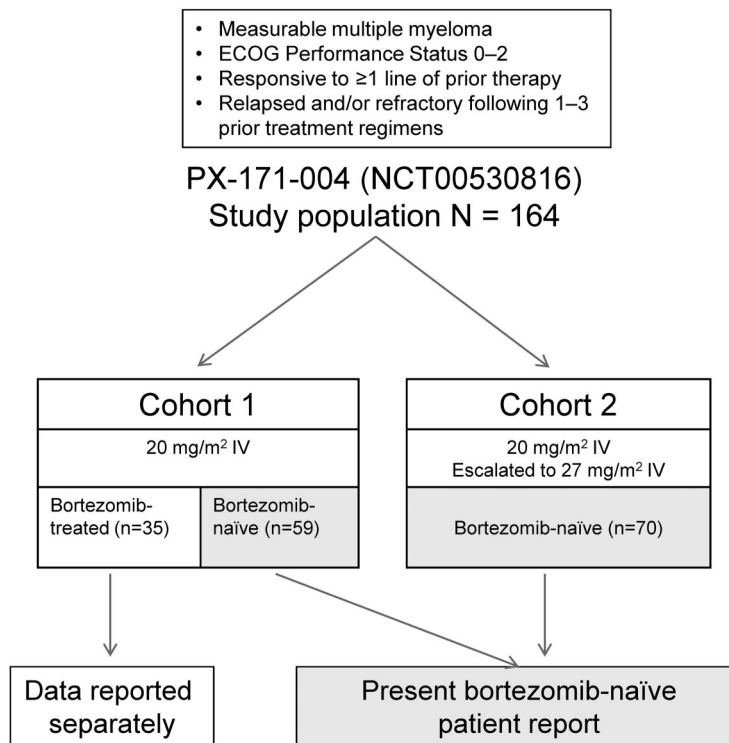 • Measurable multiple myeloma
• ECOG Performance Status 0–2
• Responsive to ≥1 line of prior therapy
• Relapsed and/or refractory following 1–3
prior treatment regimens
PX-171-004 (NCT00530816)
Study population N = 164
Cohort 1
20 mg/m² IV
Bortezomib-
treated (n=35)
Bortezomib-
naïve (n=59)
Cohort 2
20 mg/m² IV
Escalated to 27 mg/m² IV
Bortezomib-naïve (n=70)
Data reported
separately
Present bortezomib-naïve
patient report